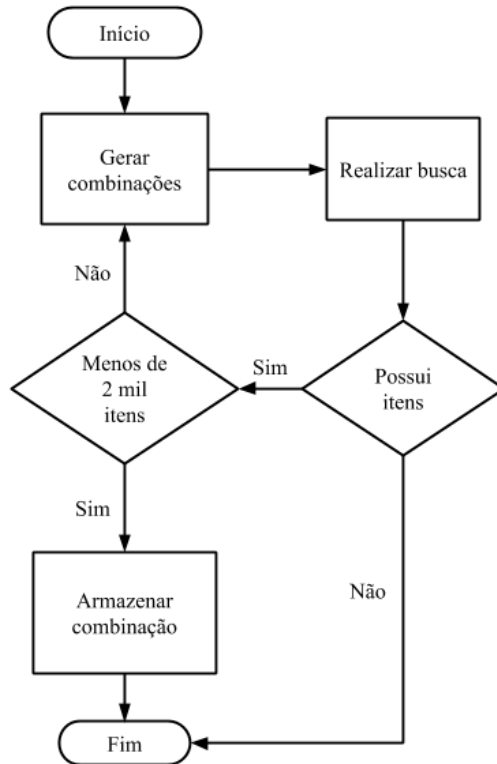 Início
Gerar
combinações
Realizar busca
Não
Menos de
2 mil
itens
Sim
Possui
itens
Sim
Não
Armazenar
combinação
Fim